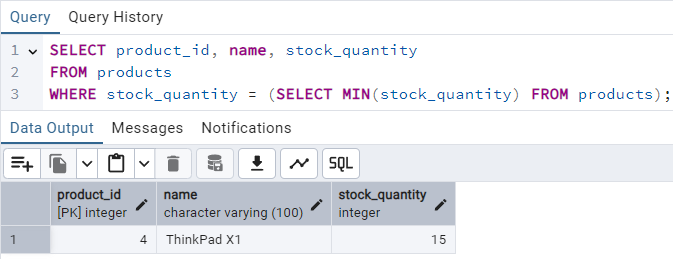 Query Query History
1 SELECT product_id, name, stock_quantity
2 FROM products
3 WHERE stock_quantity = (SELECT MIN(stock_quantity) FROM products);
Data Output Messages Notifications
SQL
product_id name stock_quantity
[PK] integer character varying (100) integer
1 4 ThinkPad X1 15